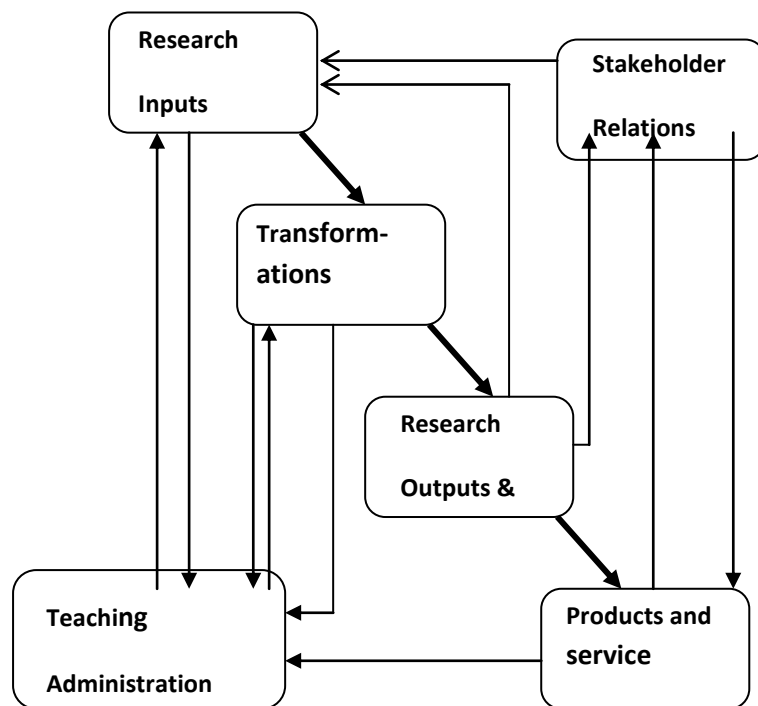 Research
Inputs
Stakeholder
Relations
Transform-
ations
Research
Outputs &
Teaching
Administration
Products and
service